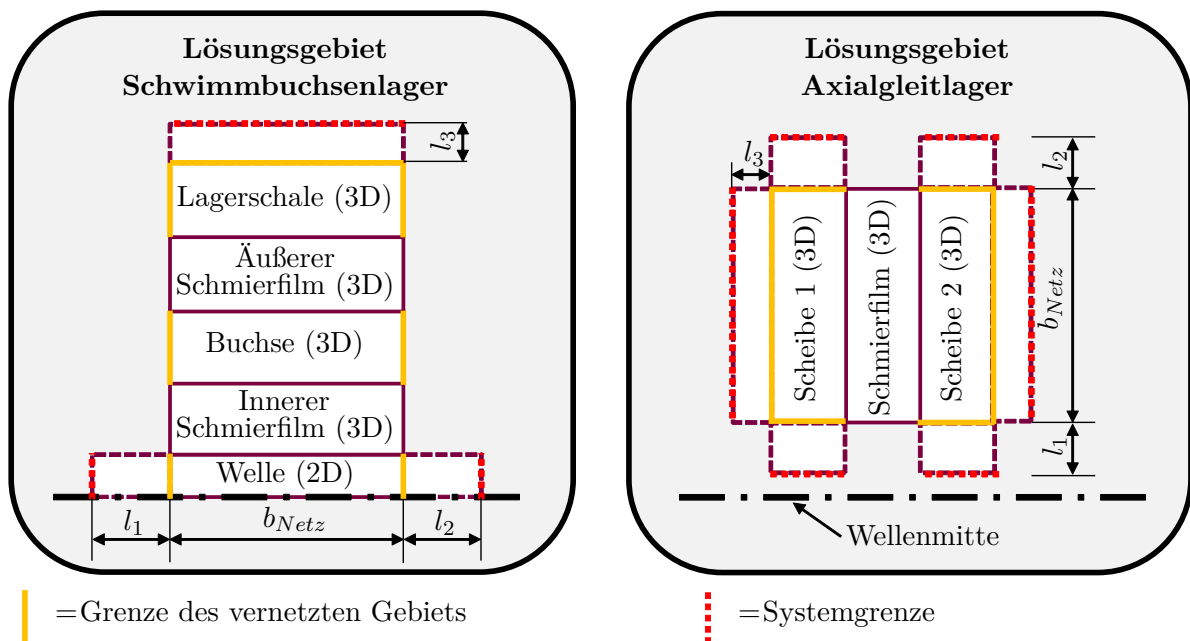 Lösungsgebiet
Schwimmbuchsenlager
l3
Lagerschale (3D)
Äußerer
Schmierfilm (3D)
Buchse (3D)
Innerer
Schmierfilm (3D)
Welle (2D)
l1
bNetz
l2
Lösungsgebiet
Axialgleitlager
l3
l2
Scheibe 1 (3D)
Schmierfilm (3D)
Scheibe 2 (3D)
bNetz
l1
Wellenmitte
=Grenze des vernetzten Gebiets
=Systemgrenze